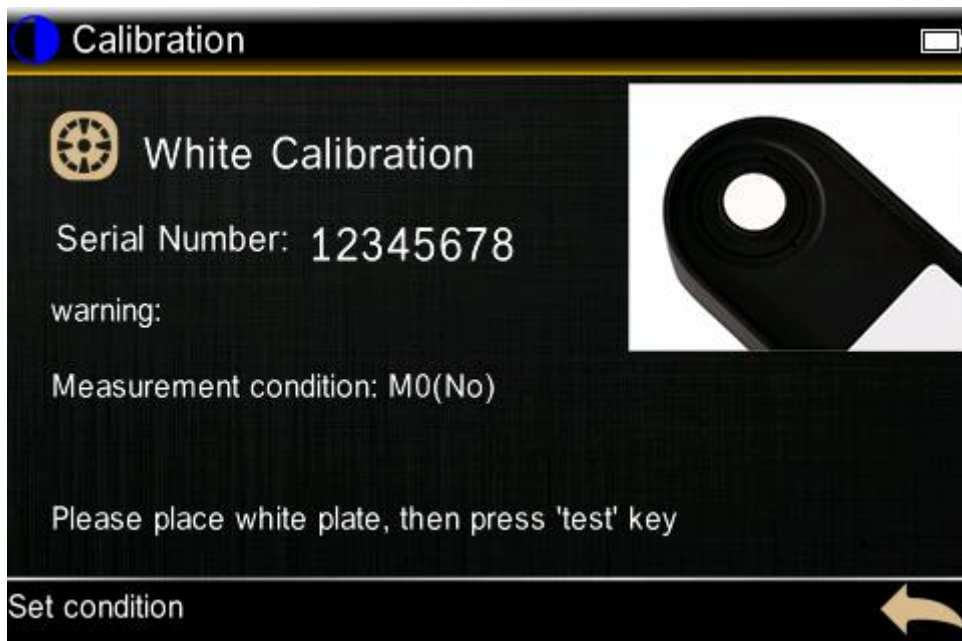 Calibration
White Calibration
Serial Number: 12345678
warning:
Measurement condition: M0(No)
Please place white plate, then press 'test' key
Set condition